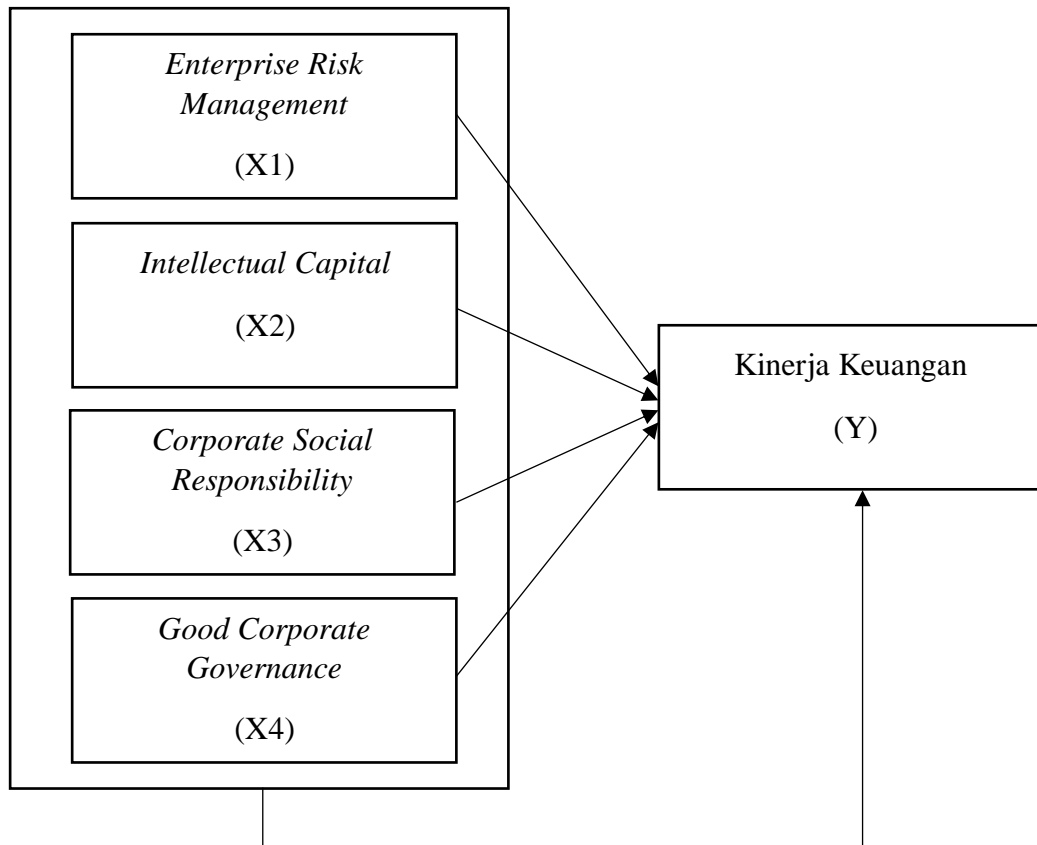 Enterprise Risk
Management
(X1)
Intellectual Capital
(X2)
Corporate Social
Responsibility
(X3)
Good Corporate
Governance
(X4)
Kinerja Keuangan
(Y)